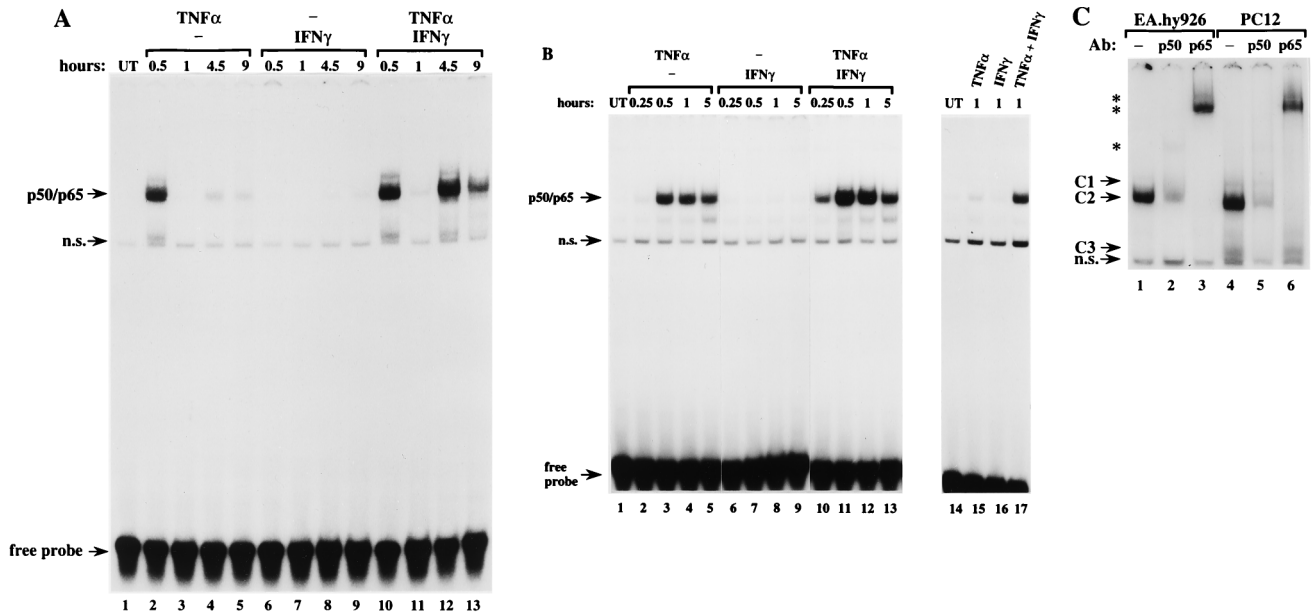 A
TNFα – TNFα
– IFNγ IFNγ
hours: UT 0.5 1 4.5 9 0.5 1 4.5 9 0.5 1 4.5 9
p50/p65
n.s.
free probe
1 2 3 4 5 6 7 8 9 10 11 12 13
B
TNFα – TNFα
– IFNγ IFNγ
hours: UT 0.25 0.5 1 5 0.25 0.5 1 5 0.25 0.5 1 5
TNFα
IFNγ
TNFα + IFNγ
UT 1 1 1
p50/p65
n.s.
free
probe
1 2 3 4 5 6 7 8 9 10 11 12 13 14 15 16 17
C
EA.hy926 PC12
Ab: – p50 p65 – p50 p65
*
*
*
C1
C2
C3
n.s.
1 2 3 4 5 6